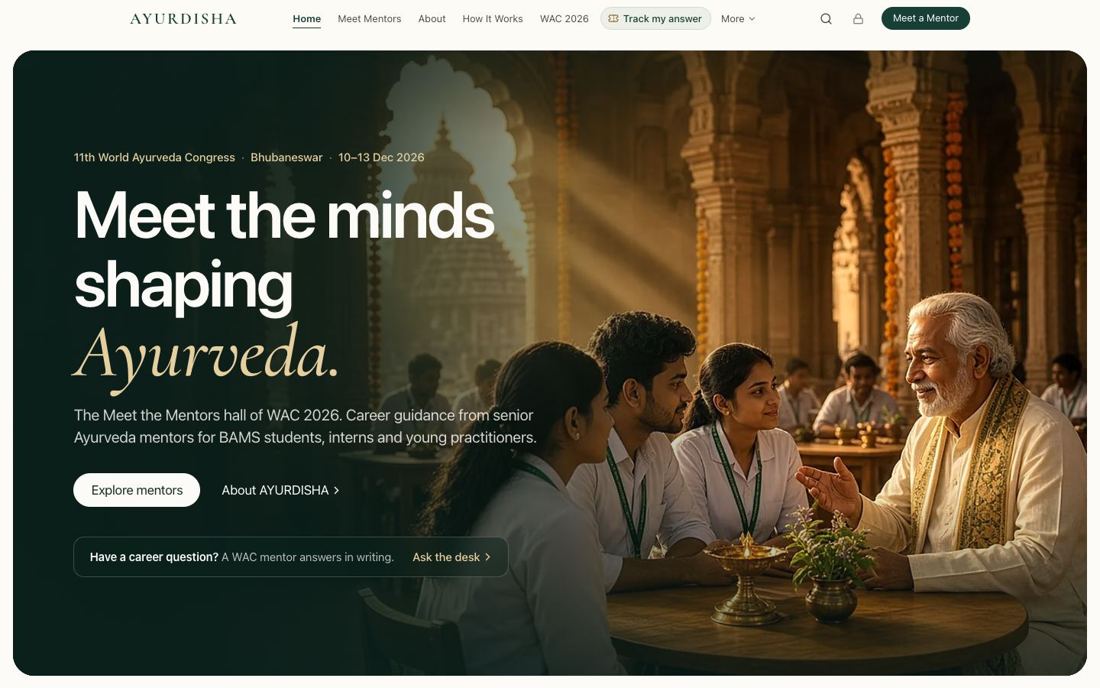 AYURDISHA
Home Meet Mentors About How It Works WAC 2026 Track my answer More
Meet a Mentor
11th World Ayurveda Congress · Bhubaneswar · 10–13 Dec 2026
Meet the minds
shaping
Ayurveda.
The Meet the Mentors hall of WAC 2026. Career guidance from senior
Ayurveda mentors for BAMS students, interns and young practitioners.
Explore mentors About AYURDISHA
Have a career question? A WAC mentor answers in writing. Ask the desk